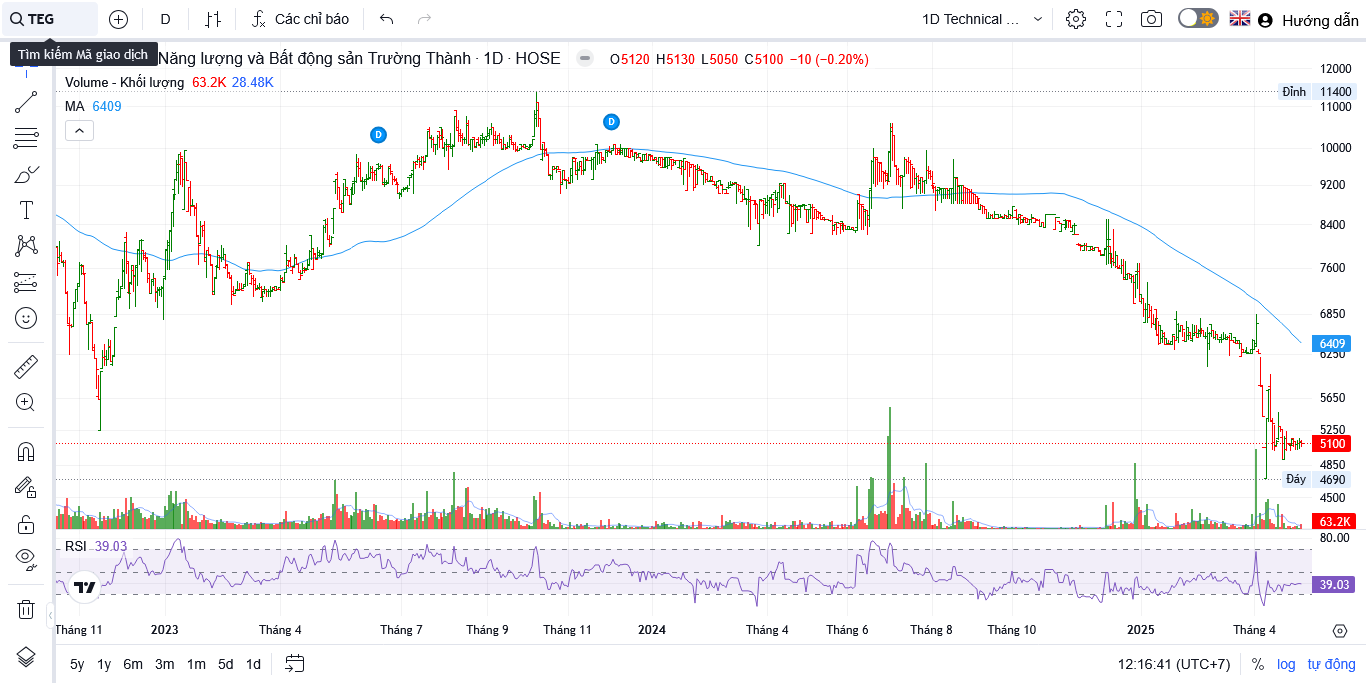 TEG D Các chỉ báo 1D Technical ... Hướng dẫn
Tìm kiếm Mã giao dịch
Năng lượng và Bất động sản Trường Thành · 1D · HOSE O5120 H5130 L5050 C5100 −10 (−0.20%)
Volume - Khối lượng 63.2K 28.48K
MA 6409
D
D
12000
Đỉnh 11400
11000
10000
9200
8400
7600
6850
6409
6250
5650
5250
5100
4850
Đáy 4690
4500
63.2K
80.00
RSI 39.03
39.03
Tháng 11 2023 Tháng 4 Tháng 7 Tháng 9 Tháng 11 2024 Tháng 4 Tháng 6 Tháng 8 Tháng 10 2025 Tháng 4
5y 1y 6m 3m 1m 5d 1d 12:16:41 (UTC+7) % log tự động